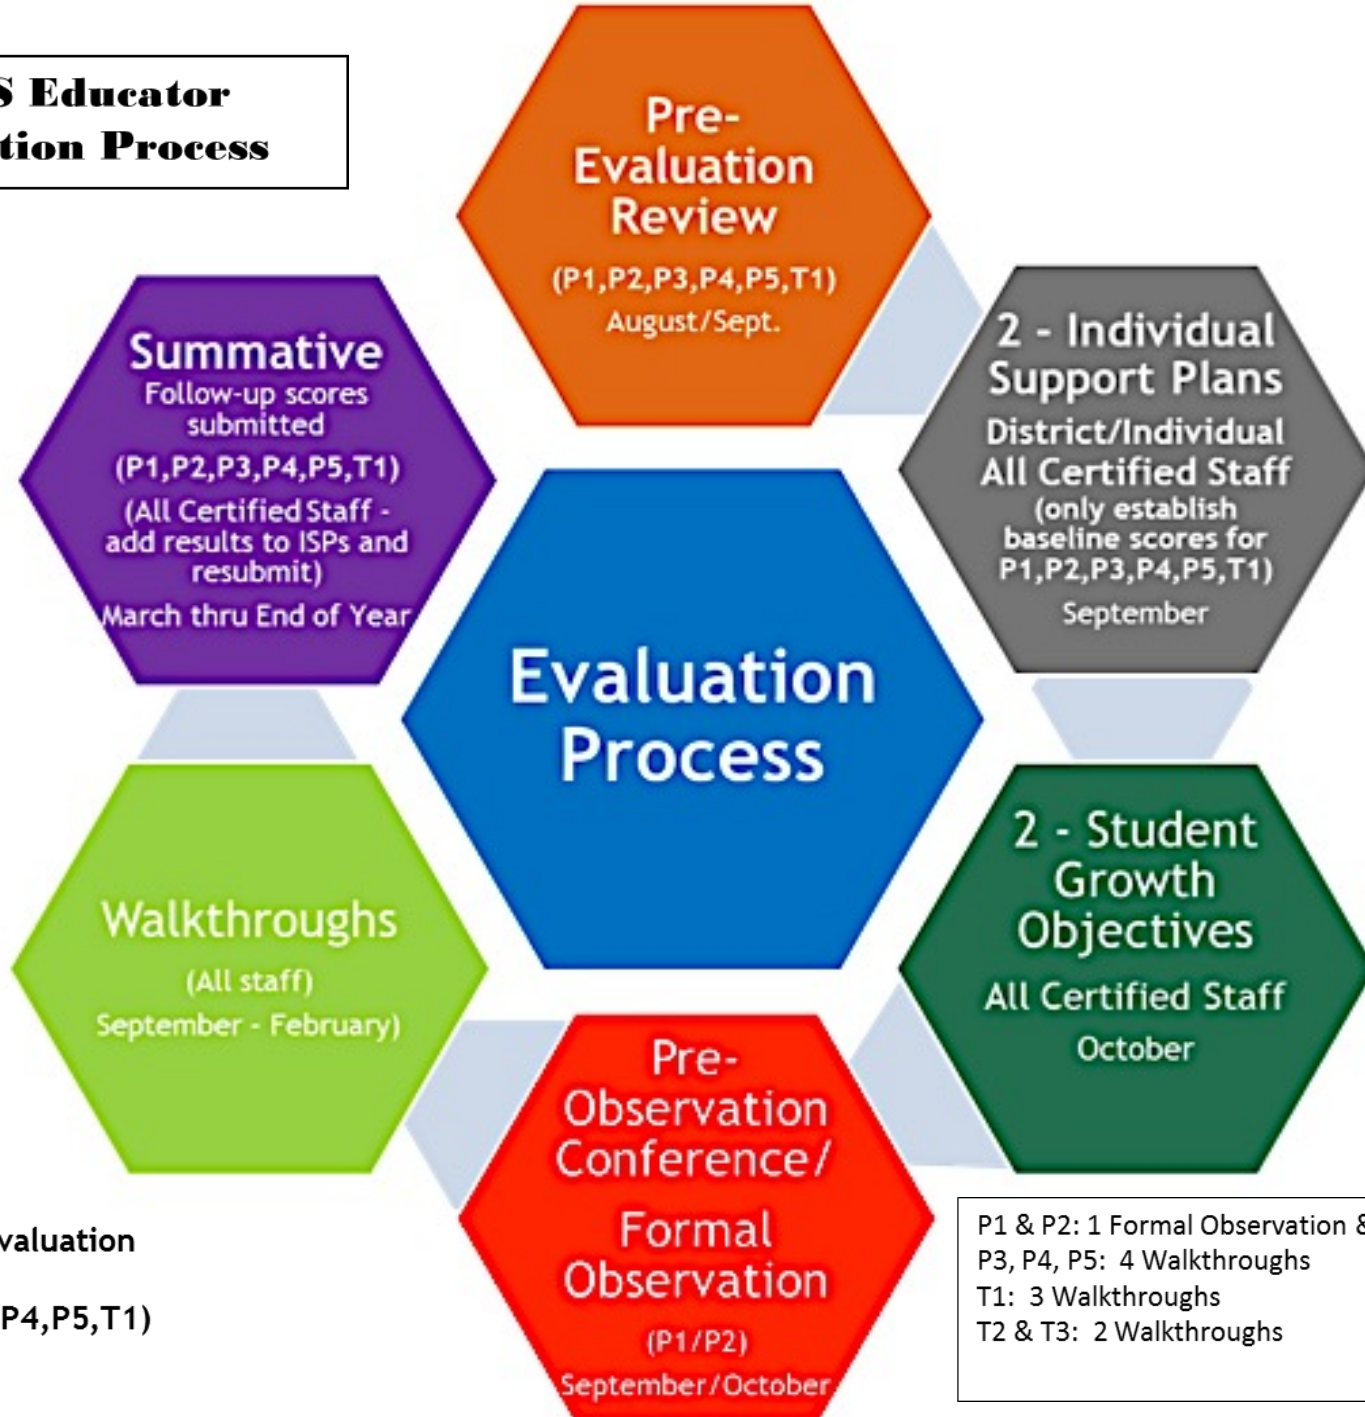 S Educator
tion Process
Pre-
Evaluation
Review
(P1,P2,P3,P4,P5,T1)
August/Sept.
2 - Individual
Support Plans
District/Individual
All Certified Staff
(only establish
baseline scores for
P1,P2,P3,P4,P5,T1)
September
2 - Student
Growth
Objectives
All Certified Staff
October
Pre-
Observation
Conference/
Formal
Observation
(P1/P2)
September/October
Walkthroughs
(All staff)
September - February)
Summative
Follow-up scores
submitted
(P1,P2,P3,P4,P5,T1)
(All Certified Staff -
add results to ISPs and
resubmit)
March thru End of Year
Evaluation
Process
valuation
P4,P5,T1)
P1 & P2: 1 Formal Observation &
P3, P4, P5: 4 Walkthroughs
T1: 3 Walkthroughs
T2 & T3: 2 Walkthroughs